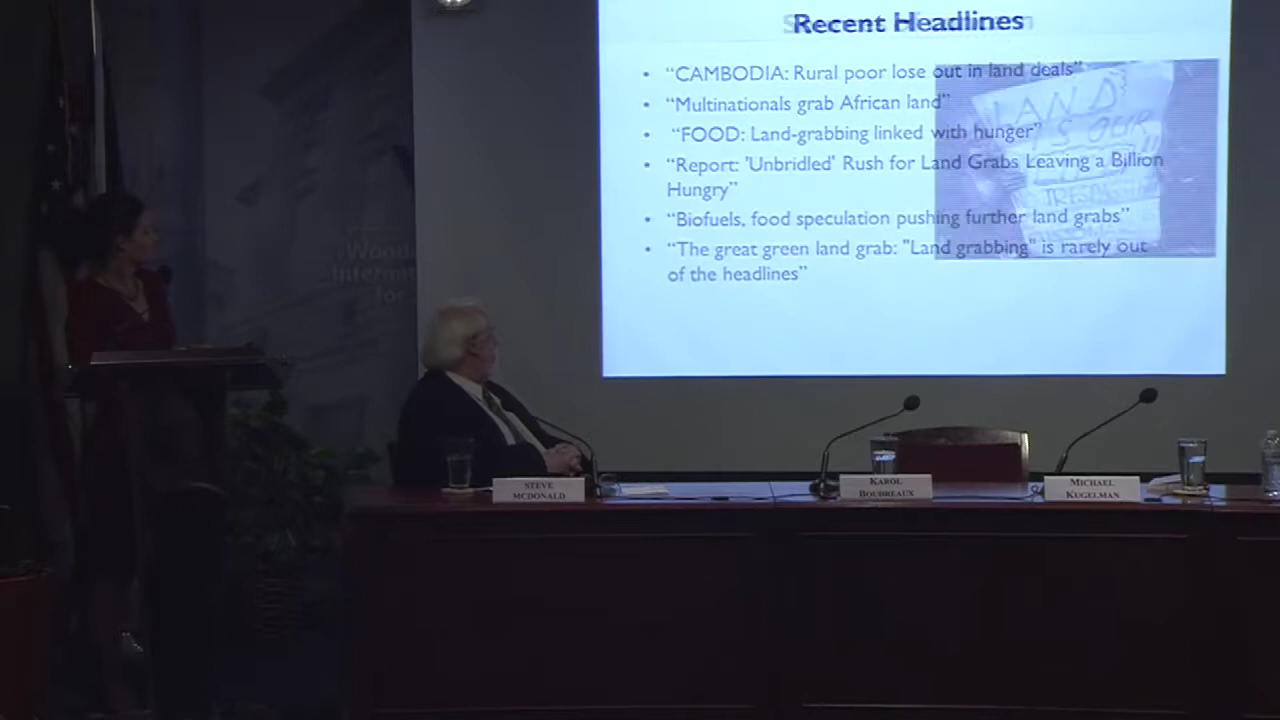 Recent Headlines
• “CAMBODIA: Rural poor lose out in land deals”
• “Multinationals grab African land”
• “FOOD: Land-grabbing linked with hunger”
• “Report: 'Unbridled' Rush for Land Grabs Leaving a Billion
Hungry”
• “Biofuels, food speculation pushing further land grabs”
• “The great green land grab: "Land grabbing" is rarely out
of the headlines”
LAND
IS OUR
Internat
for
STEVE
MCDONALD
KAROL
BOUDREAUX
MICHAEL
KUGELMAN